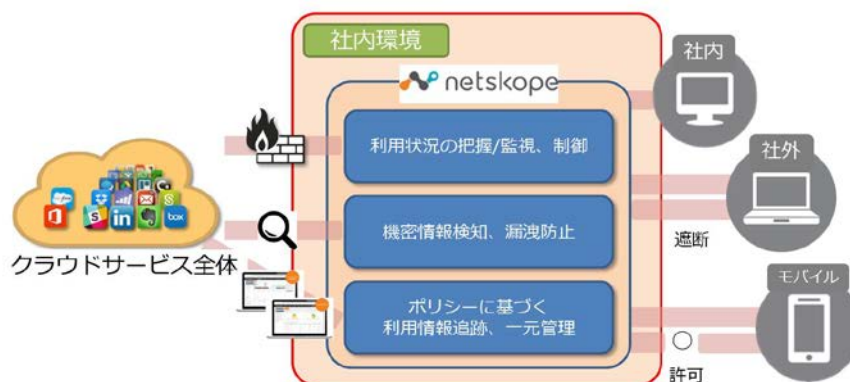 社内環境
netskope
利用状況の把握/監視、制御
機密情報検知、漏洩防止
ポリシーに基づく
利用情報追跡、一元管理
クラウドサービス全体
in
box
社内
社外
遮断
モバイル
許可